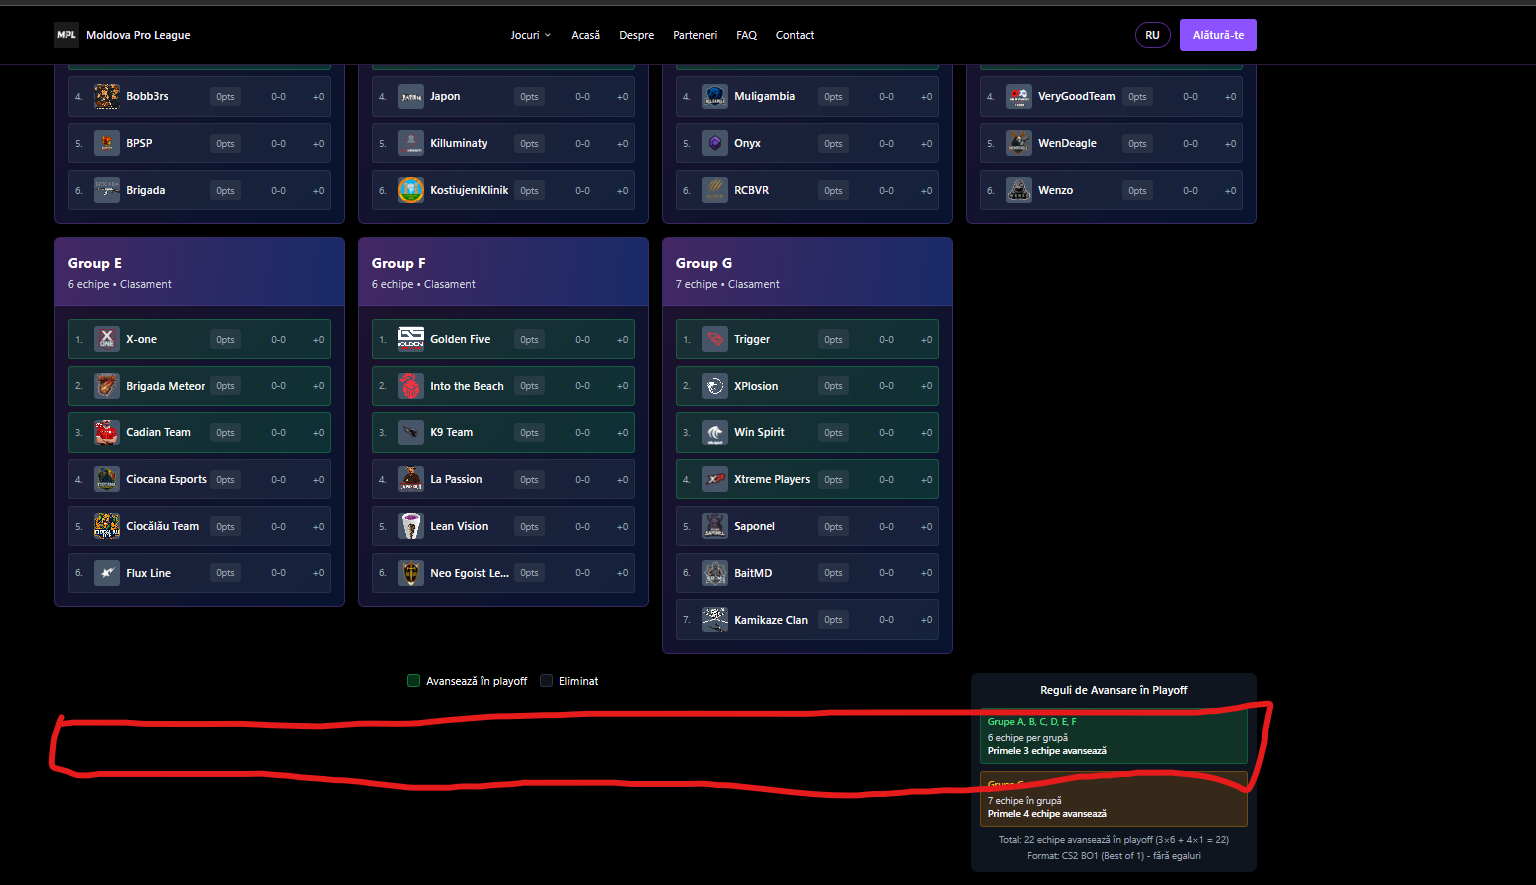 MPL Moldova Pro League Jocuri Acasă Despre Parteneri FAQ Contact RU Alătură-te
4. Bobb3rs 0pts 0-0 +0
5. BPSP 0pts 0-0 +0
6. Brigada 0pts 0-0 +0
4. Japon 0pts 0-0 +0
5. Killuminaty 0pts 0-0 +0
6. KostiujeniKlinik 0pts 0-0 +0
4. Muligambia 0pts 0-0 +0
5. Onyx 0pts 0-0 +0
6. RCBVR 0pts 0-0 +0
4. VeryGoodTeam 0pts 0-0 +0
5. WenDeagle 0pts 0-0 +0
6. Wenzo 0pts 0-0 +0
Group E
6 echipe • Clasament
1. X-one 0pts 0-0 +0
2. Brigada Meteor 0pts 0-0 +0
3. Cadian Team 0pts 0-0 +0
4. Ciocana Esports 0pts 0-0 +0
5. Ciocălău Team 0pts 0-0 +0
6. Flux Line 0pts 0-0 +0
Group F
6 echipe • Clasament
1. Golden Five 0pts 0-0 +0
2. Into the Beach 0pts 0-0 +0
3. K9 Team 0pts 0-0 +0
4. La Passion 0pts 0-0 +0
5. Lean Vision 0pts 0-0 +0
6. Neo Egoist Le... 0pts 0-0 +0
Group G
7 echipe • Clasament
1. Trigger 0pts 0-0 +0
2. XPlosion 0pts 0-0 +0
3. Win Spirit 0pts 0-0 +0
4. Xtreme Players 0pts 0-0 +0
5. Saponel 0pts 0-0 +0
6. BaitMD 0pts 0-0 +0
7. Kamikaze Clan 0pts 0-0 +0
Avansează în playoff Eliminat
Reguli de Avansare în Playoff
Grupe A, B, C, D, E, F
6 echipe per grupă
Primele 3 echipe avansează
7 echipe în grupă
Primele 4 echipe avansează
Total: 22 echipe avansează în playoff (3×6 + 4×1 = 22)
Format: CS2 BO1 (Best of 1) - fără egaluri